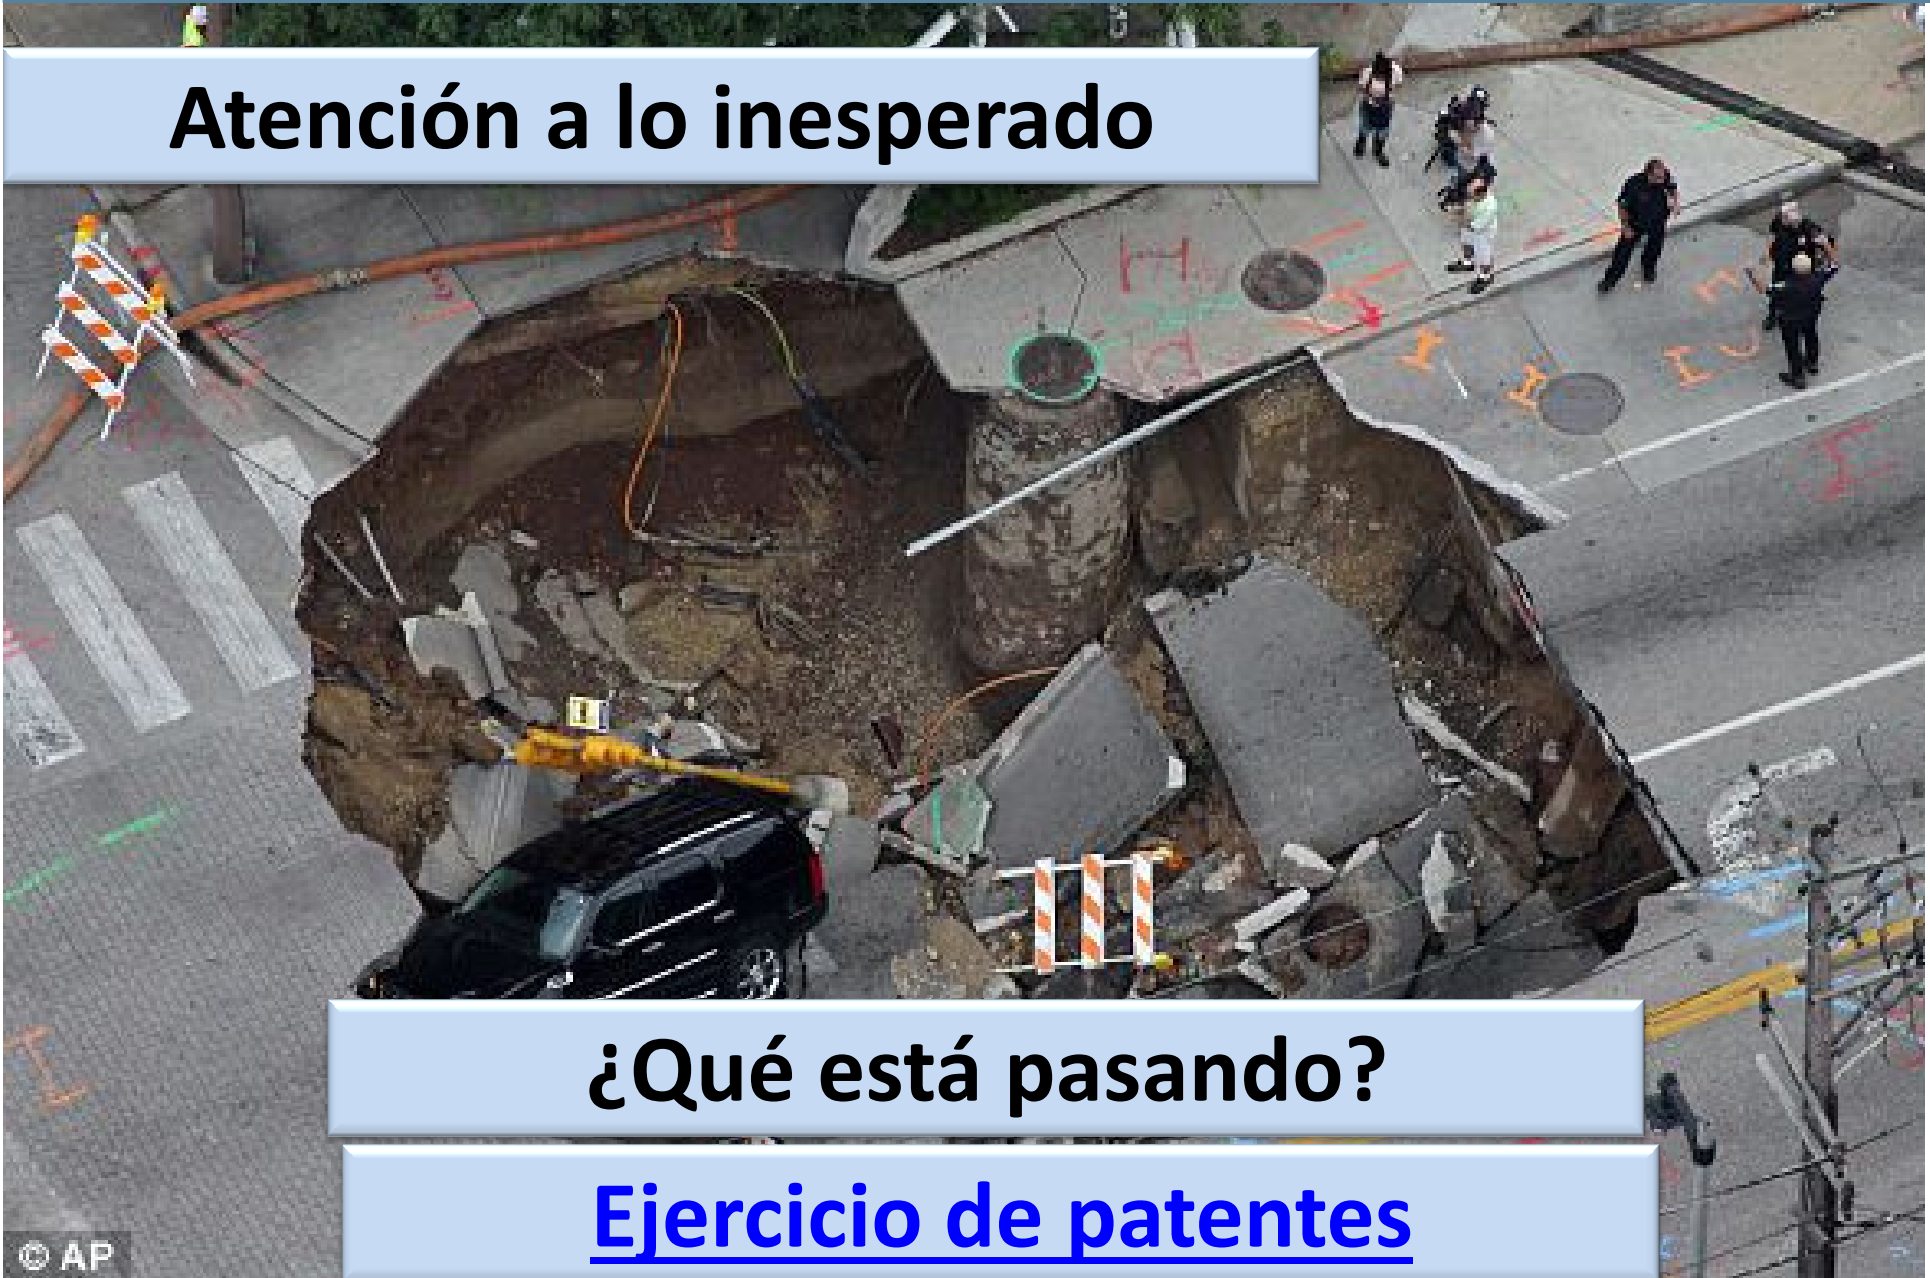 Atención a lo inesperado
¿Qué está pasando?
Ejercicio de patentes
© AP